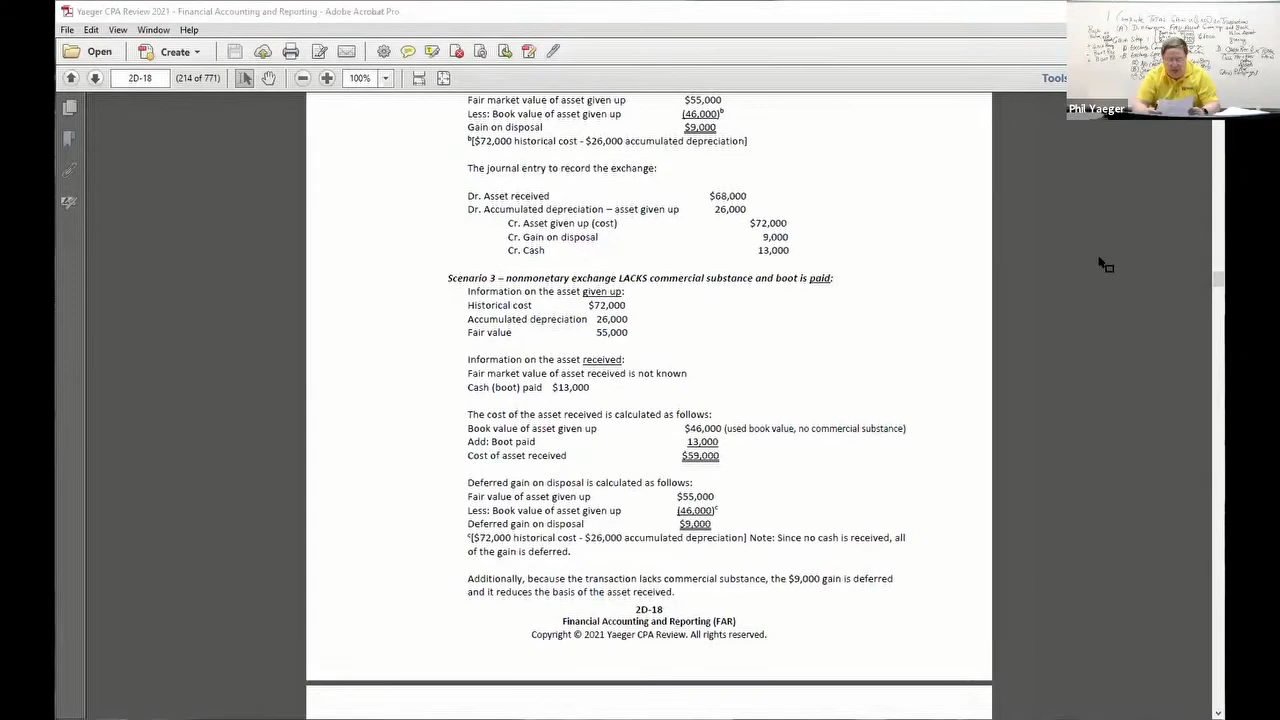 Yaeger CPA Review 2021 - Financial Accounting and Reporting - Adobe Acrobat Pro
File Edit View Window Help
Open Create
2D-18 (214 of 771) 100% Tools
Phil Yaeger
Fair market value of asset given up $55,000
Less: Book value of asset given up (46,000)b
Gain on disposal $9,000
b[$72,000 historical cost - $26,000 accumulated depreciation]
The journal entry to record the exchange:
Dr. Asset received $68,000
Dr. Accumulated depreciation – asset given up 26,000
Cr. Asset given up (cost) $72,000
Cr. Gain on disposal 9,000
Cr. Cash 13,000
Scenario 3 – nonmonetary exchange LACKS commercial substance and boot is paid:
Information on the asset given up:
Historical cost $72,000
Accumulated depreciation 26,000
Fair value 55,000
Information on the asset received:
Fair market value of asset received is not known
Cash (boot) paid $13,000
The cost of the asset received is calculated as follows:
Book value of asset given up $46,000 (used book value, no commercial substance)
Add: Boot paid 13,000
Cost of asset received $59,000
Deferred gain on disposal is calculated as follows:
Fair value of asset given up $55,000
Less: Book value of asset given up (46,000)c
Deferred gain on disposal $9,000
c[$72,000 historical cost - $26,000 accumulated depreciation] Note: Since no cash is received, all
of the gain is deferred.
Additionally, because the transaction lacks commercial substance, the $9,000 gain is deferred
and it reduces the basis of the asset received.
2D-18
Financial Accounting and Reporting (FAR)
Copyright © 2021 Yaeger CPA Review. All rights reserved.